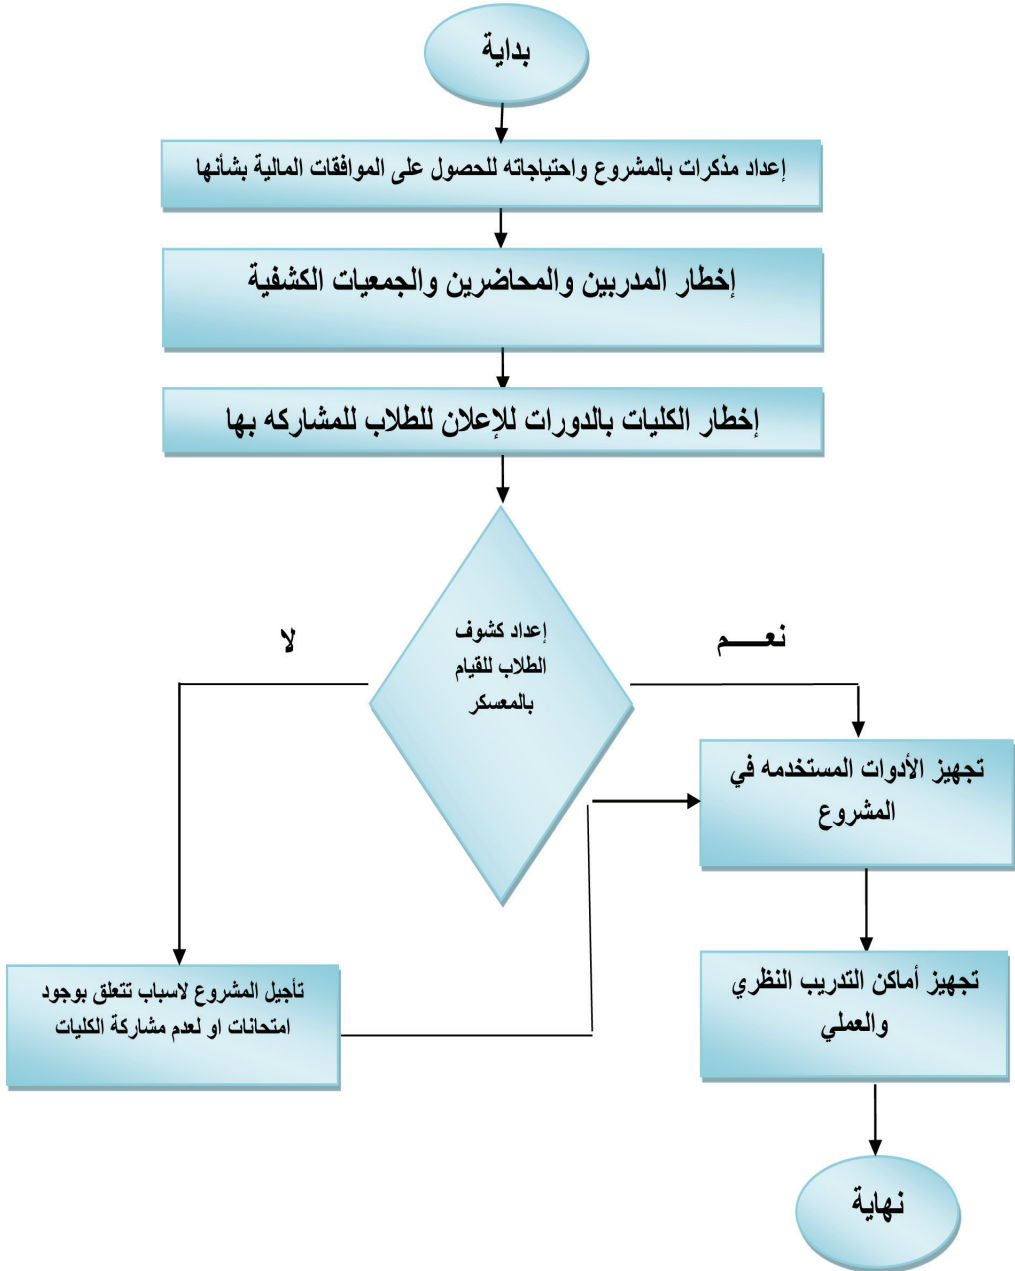 بداية
إعداد مذكرات بالمشروع واحتياجاته للحصول على الموافقات المالية بشأنها
إخطار المدربين والمحاضرين والجمعيات الكشفية
إخطار الكليات بالدورات للإعلان للطلاب للمشاركه بها
إعداد كشوف
الطلاب للقيام
بالمعسكر
نعـــــم
لا
تجهيز الأدوات المستخدمه في
المشروع
تأجيل المشروع لاسباب تتعلق بوجود
امتحانات او لعدم مشاركة الكليات
تجهيز أماكن التدريب النظري
والعملي
نهاية